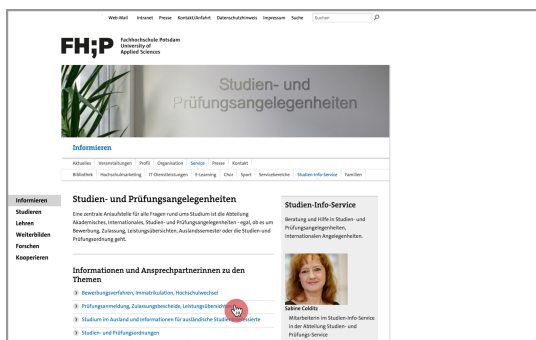 Web-Mail Intranet Presse Kontakt/Anfahrt Datenschutzhinweis Impressum Suche Suchen
FH;P
Fachhochschule Potsdam
University of
Applied Sciences
Studien- und
Prüfungsangelegenheiten
Informieren
Aktuelles Veranstaltungen Profil Organisation Service Presse Kontakt
Bibliothek Hochschulmarketing IT-Dienstleistungen E-Learning Chor Sport Servicebereiche Studien-Info-Service Familien
Informieren
Studieren
Lehren
Weiterbilden
Forschen
Kooperieren
Studien- und Prüfungsangelegenheiten
Eine zentrale Anlaufstelle für alle Fragen rund ums Studium ist die Abteilung
Akademisches, Internationales, Studien- und Prüfungsangelegenheiten - egal, ob es um
Bewerbung, Zulassung, Leistungsübersichten, Auslandssemester oder die Studien-und
Prüfungsordnung geht.
Informationen und Ansprechpartnerinnen zu den
Themen
Bewerbungsverfahren, Immatrikulation, Hochschulwechsel
Prüfungsanmeldung, Zulassungsbescheide, Leistungsübersichten
Studium im Ausland und Informationen für ausländische Studieninteressierte
Studien- und Prüfungsordnungen
Studien-Info-Service
Beratung und Hilfe in Studien- und
Prüfungsangelegenheiten,
internationalen Angelegenheiten.
Sabine Colditz
Mitarbeiterin im Studien-Info-Service
in der Abteilung Studien- und
Prüfungs-Service